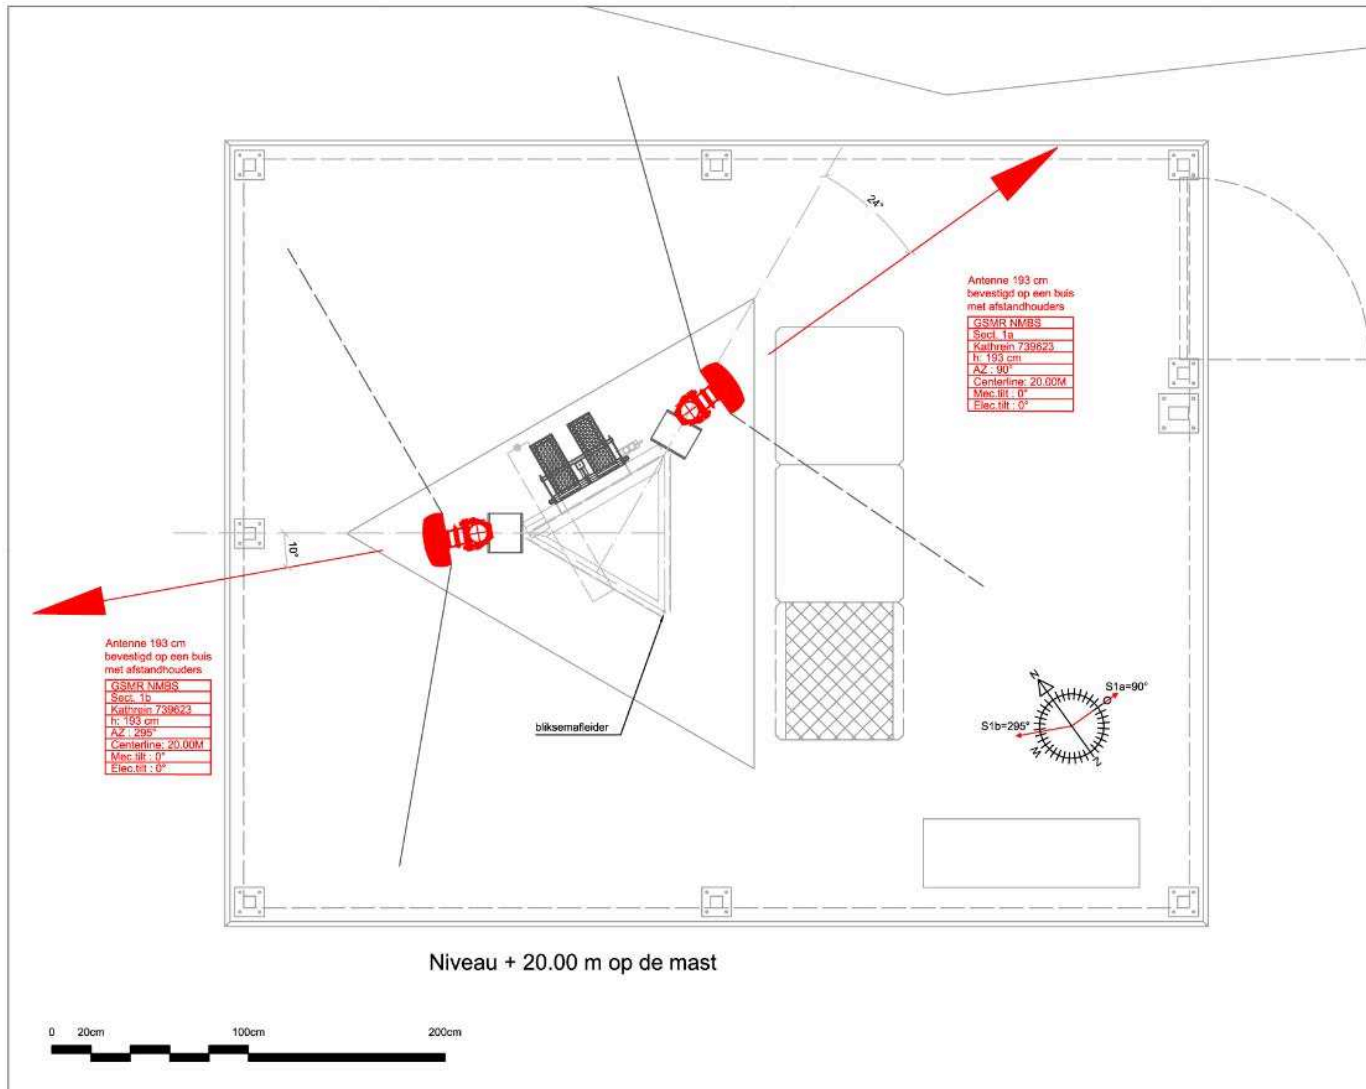 24°
Antenne 193 cm
bevestigd op een buis
met afstandhouders
GSMR NMBS
Sect. 1a
Kathrein 739623
h: 193 cm
AZ : 90°
Centerline: 20.00M
Mec.tilt : 0°
Elec.tilt : 0°
10°
Antenne 193 cm
bevestigd op een buis
met afstandhouders
GSMR NMBS
Sect. 1b
Kathrein 739623
h: 193 cm
AZ : 295°
Centerline: 20.00M
Mec.tilt : 0°
Elec.tilt : 0°
bliksemafleider
N
S1a=90°
O
S1b=295°
W
Z
Niveau + 20.00 m op de mast
0 20cm 100cm 200cm